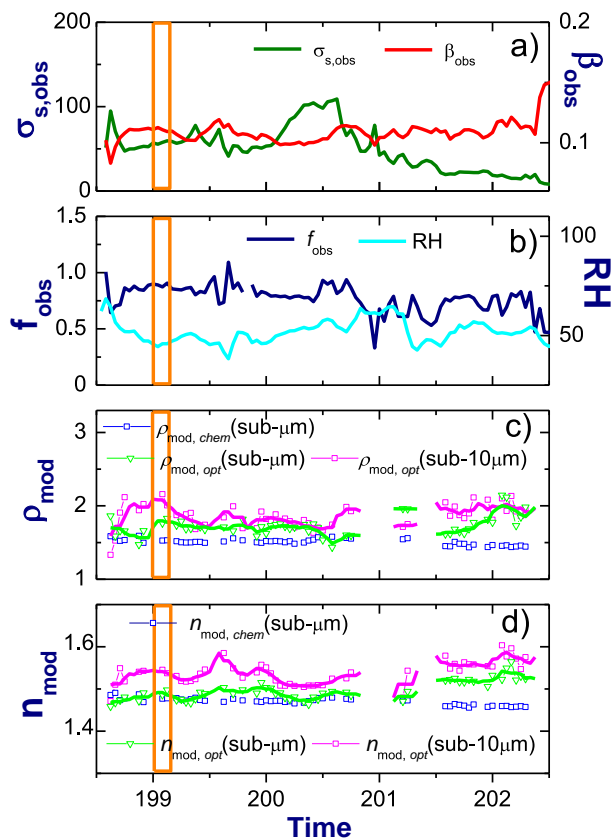 200
0.2
σs,obs
βobs
a)
150
100
0.1
50
0
σs,obs
βobs
1.5
fobs
RH
b)
100
1.0
0.5
50
0
fobs
RH
3
ρmod, chem(sub-μm)
c)
ρmod, opt(sub-μm)
ρmod, opt(sub-10μm)
2
1
ρmod
nmod, chem(sub-μm)
d)
1.6
1.4
nmod
nmod, opt(sub-μm)
nmod, opt(sub-10μm)
199
200
201
202
Time